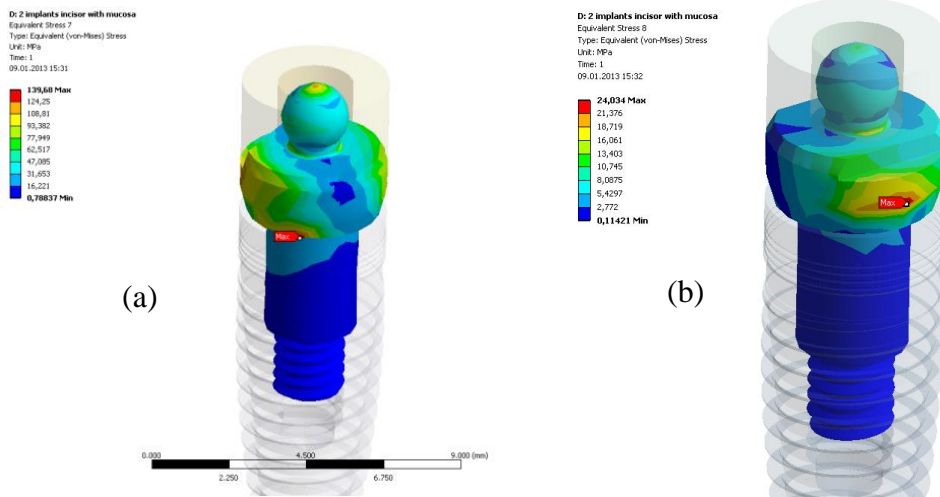 D: 2 implants incisor with mucosa
Equivalent Stress 7
Type: Equivalent (von-Mises) Stress
Unit: MPa
Time: 1
09.01.2013 15:31
139,68 Max
124,25
108,81
93,382
77,949
62,517
47,085
31,653
16,221
0,78837 Min
Max
(a)
0.000
4.500
9.000 (mm)
2.250
6.750
D: 2 implants incisor with mucosa
Equivalent Stress 8
Type: Equivalent (von-Mises) Stress
Unit: MPa
Time: 1
09.01.2013 15:32
24,034 Max
21,376
18,719
16,061
13,403
10,745
8,0875
5,4297
2,772
0,11421 Min
Max
(b)